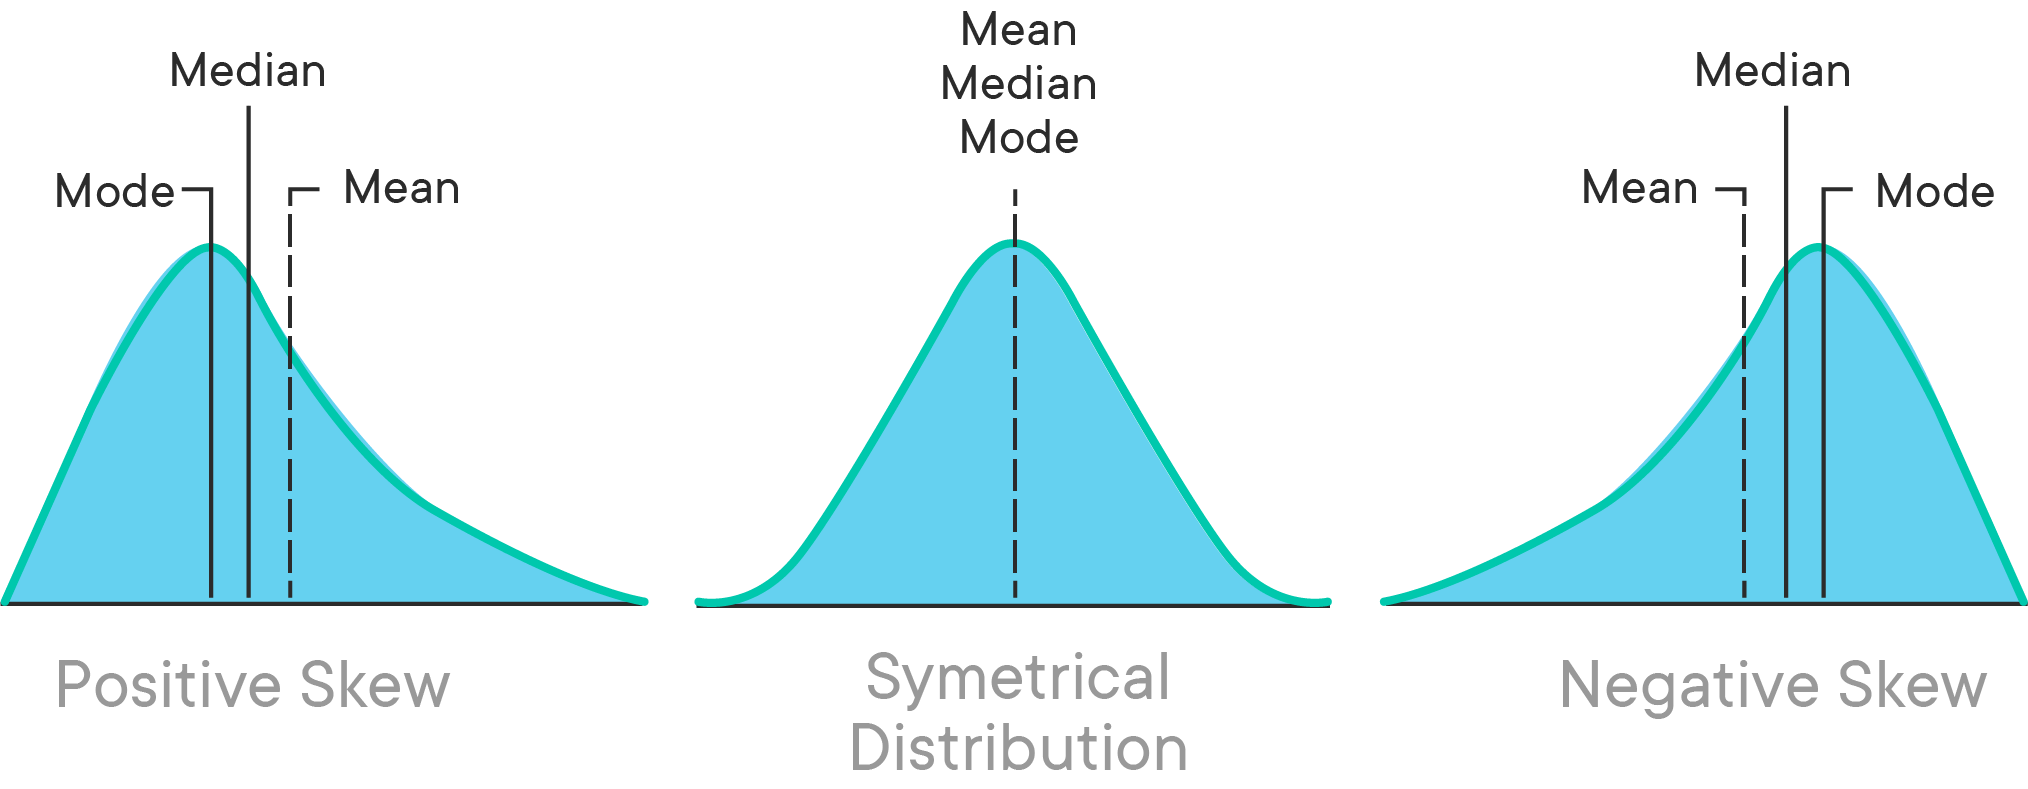 Median
Mode
Mean
Positive Skew
Mean
Median
Mode
Symetrical
Distribution
Median
Mean
Mode
Negative Skew